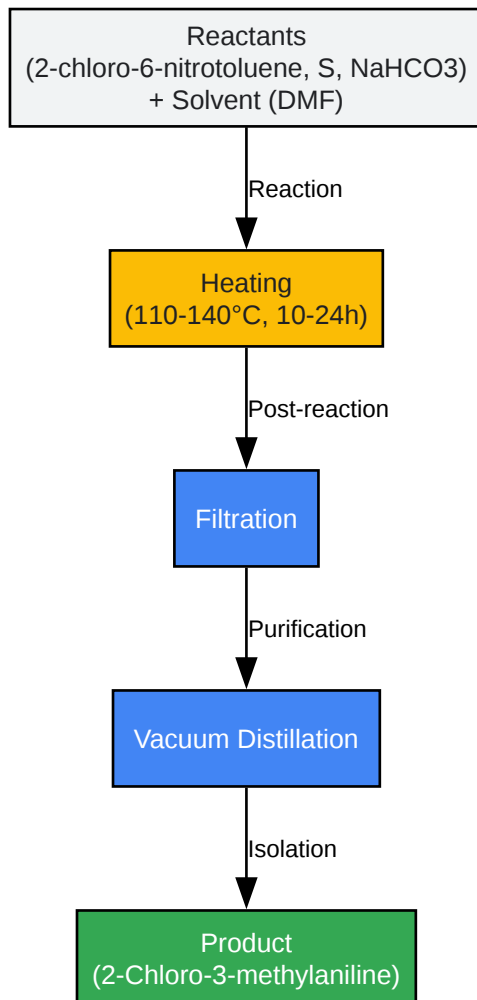 Reactants
(2-chloro-6-nitrotoluene, S, NaHCO3)
+ Solvent (DMF)
Reaction
Heating
(110-140°C, 10-24h)
Post-reaction
Filtration
Purification
Vacuum Distillation
Isolation
Product
(2-Chloro-3-methylaniline)